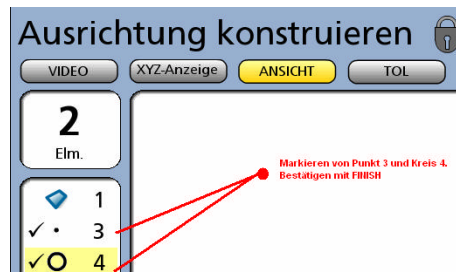 Ausrichtung konstruieren
VIDEO
XYZ-Anzeige
ANSICHT
TOL
2
Elm.
1
3
4
Markieren von Punkt 3 und Kreis 4.
Bestätigen mit FINISH